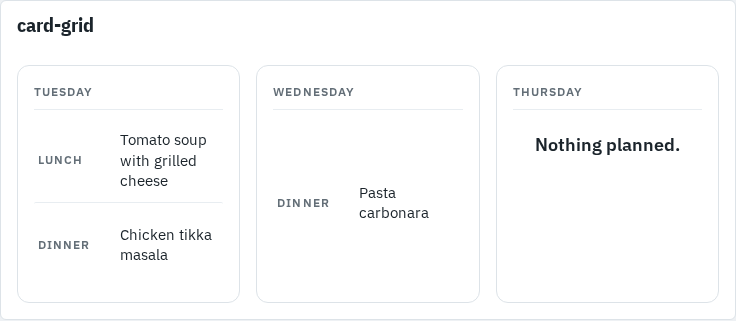 card-grid
TUESDAY
LUNCH
Tomato soup
with grilled
cheese
DINNER
Chicken tikka
masala
WEDNESDAY
DINNER
Pasta
carbonara
THURSDAY
Nothing planned.